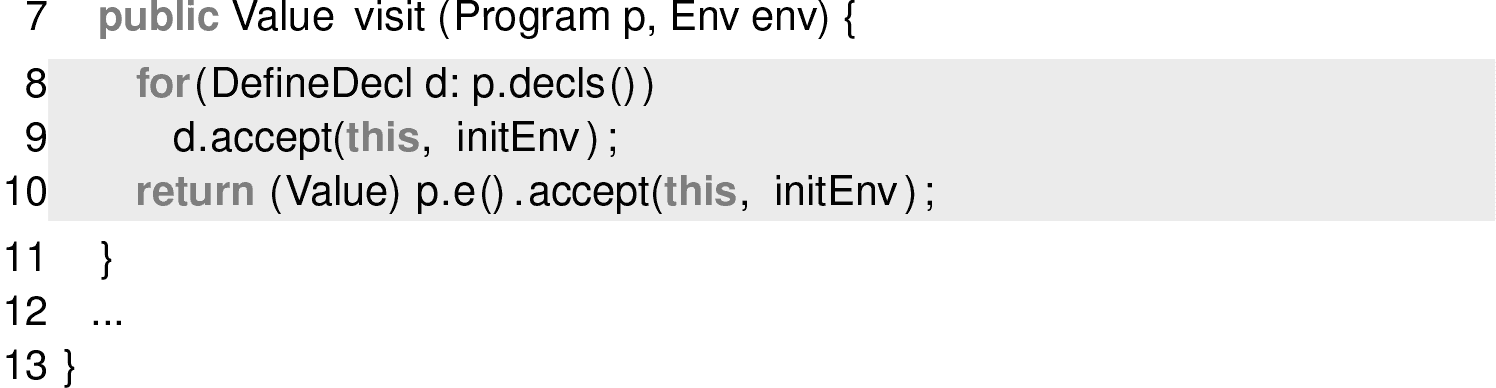 7 public Value visit (Program p, Env env) {
8 for(DefineDecl d: p.decls())
9 d.accept(this, initEnv);
10 return (Value) p.e().accept(this, initEnv);
11 }
12 ...
13 }